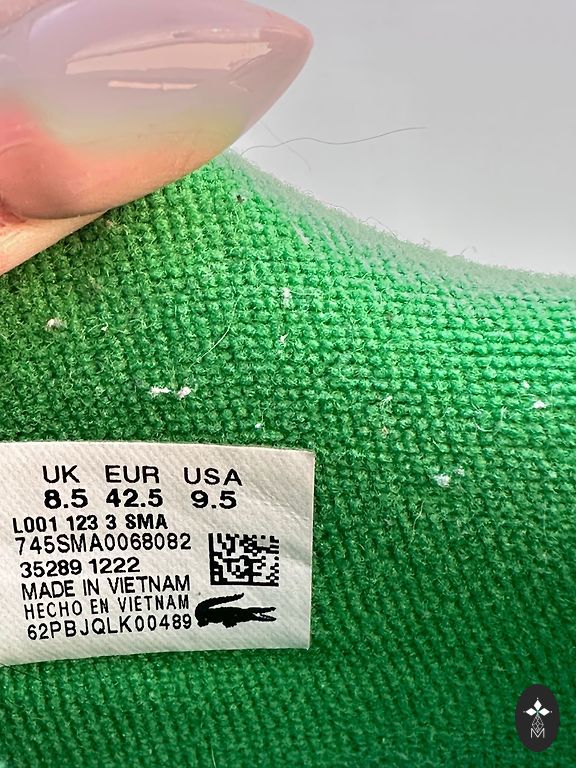 UK EUR USA
8.5 42.5 9.5
L001 123 3 SMA
745SMA0068082
35289 1222
MADE IN VIETNAM
HECHO EN VIETNAM
62PBJQLK00489
M